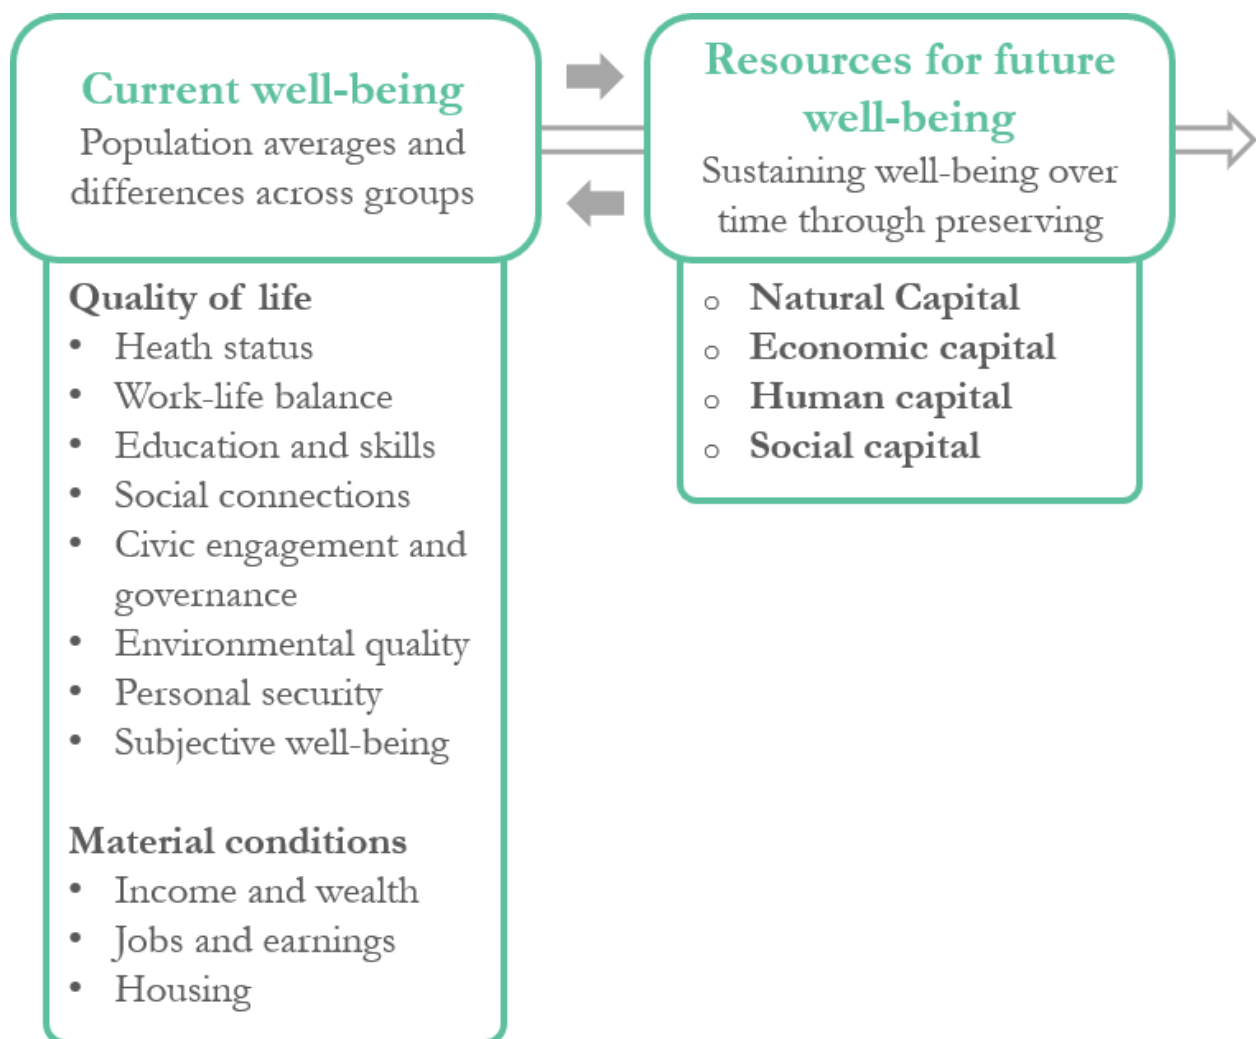 Current well-being
Population averages and
differences across groups
Quality of life
• Heath status
• Work-life balance
• Education and skills
• Social connections
• Civic engagement and
governance
• Environmental quality
• Personal security
• Subjective well-being
Material conditions
• Income and wealth
• Jobs and earnings
• Housing
Resources for future
well-being
Sustaining well-being over
time through preserving
o Natural Capital
o Economic capital
o Human capital
o Social capital